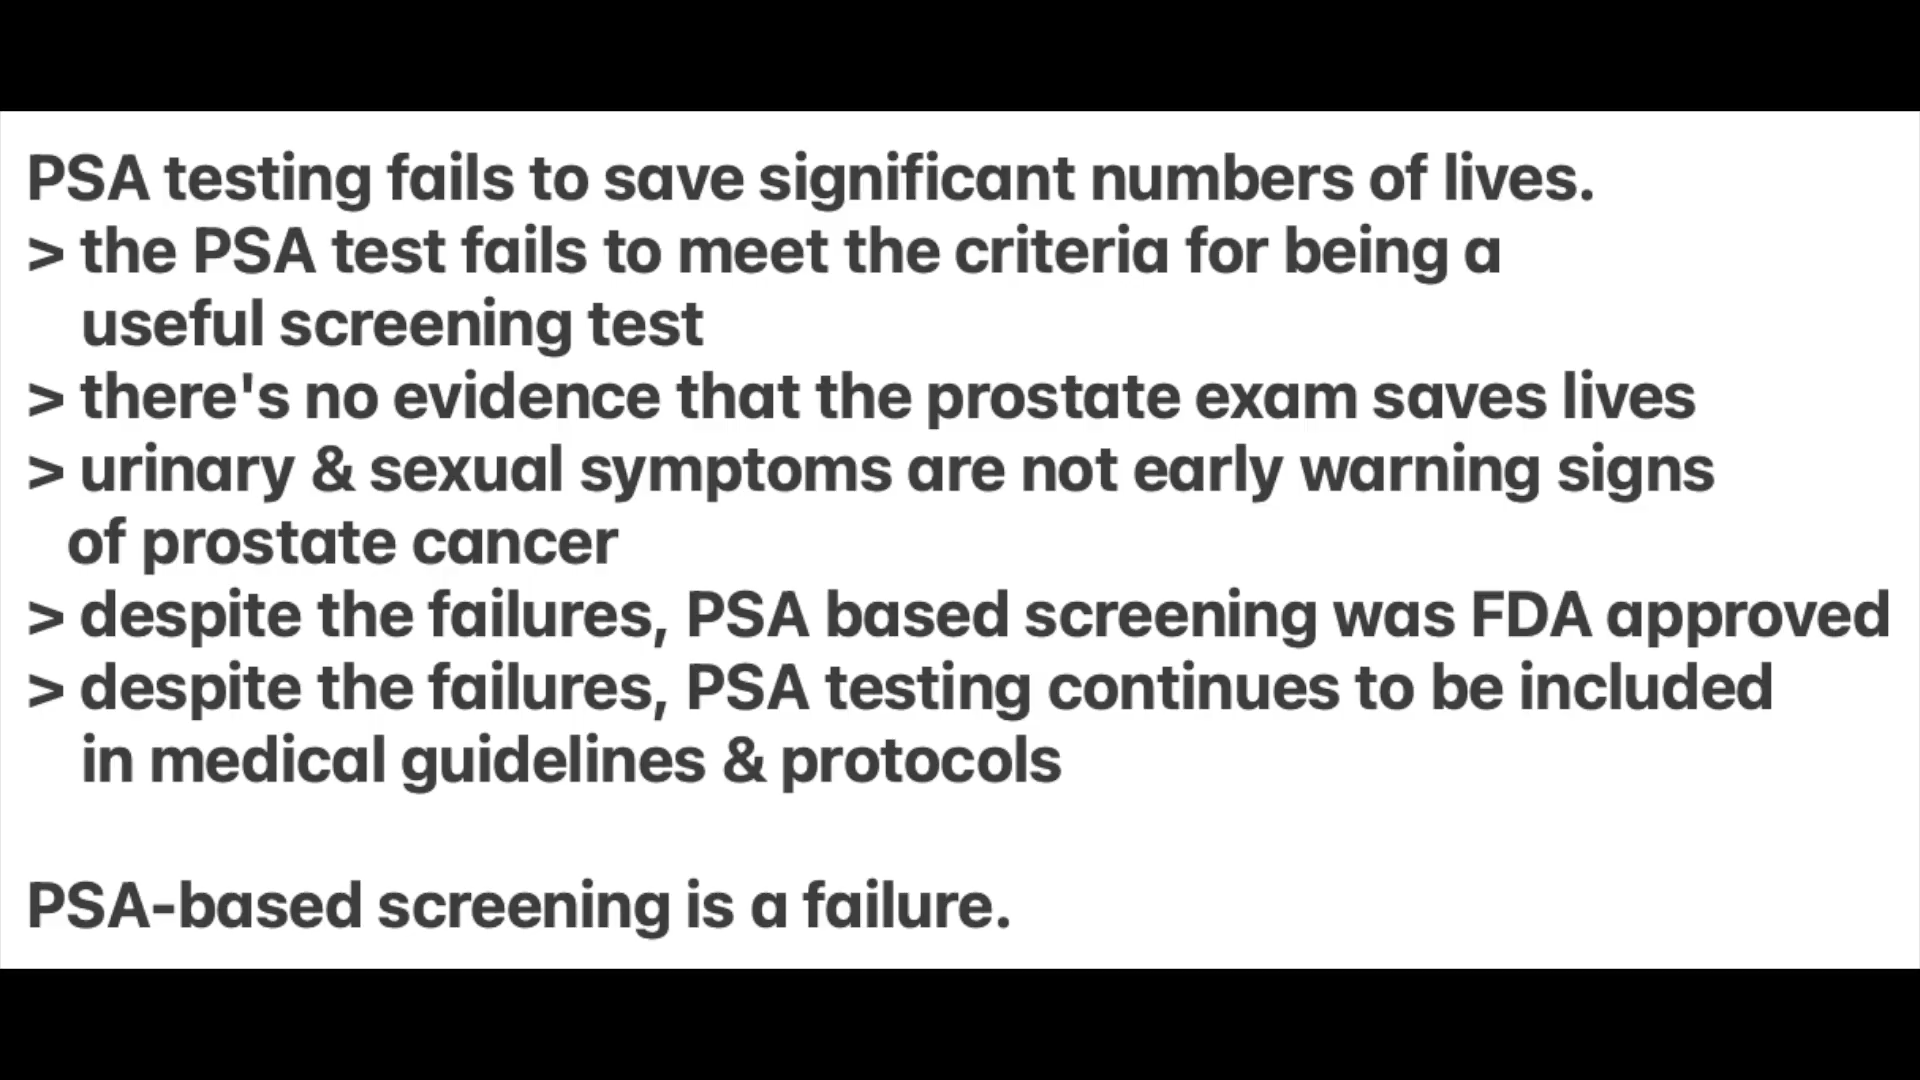 PSA testing fails to save significant numbers of lives.
> the PSA test fails to meet the criteria for being a
useful screening test
> there's no evidence that the prostate exam saves lives
> urinary & sexual symptoms are not early warning signs
of prostate cancer
> despite the failures, PSA based screening was FDA approved
> despite the failures, PSA testing continues to be included
in medical guidelines & protocols
PSA-based screening is a failure.